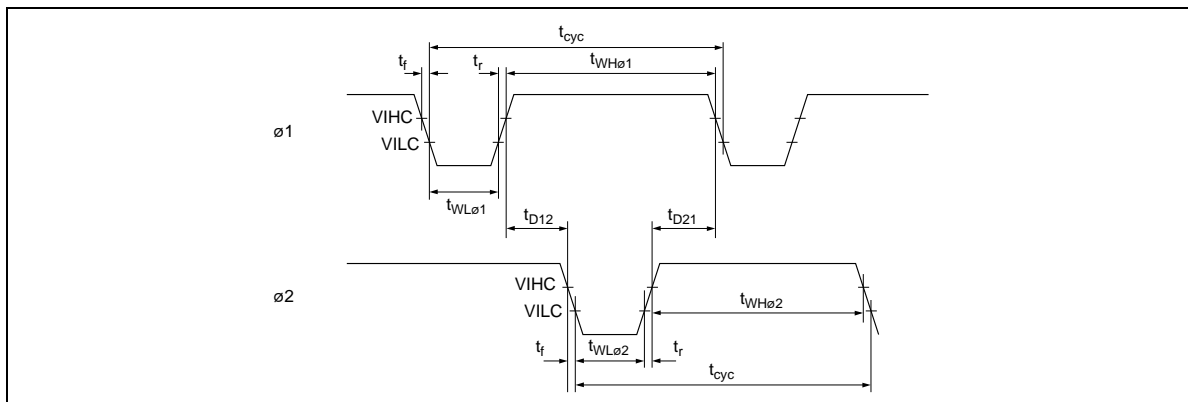 tcyc
tf
tr
tWHø1
VIHC
ø1
VILC
tWLø1
tD12
tD21
VIHC
ø2
VILC
tWHø2
tf
tWLø2
tr
tcyc